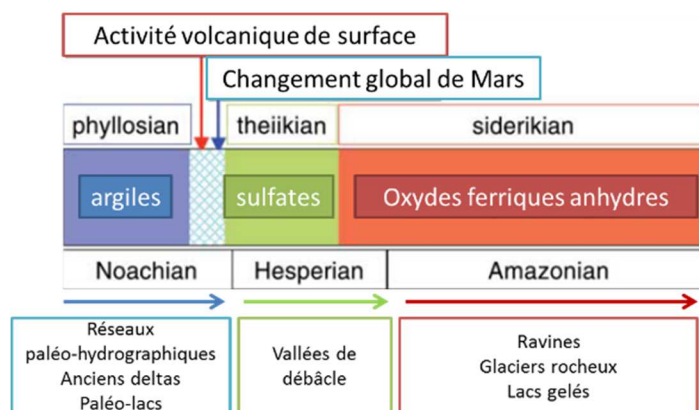 Activité volcanique de surface
Changement global de Mars
phyllosian
theiikian
siderikian
argiles
sulfates
Oxydes ferriques anhydres
Noachian
Hesperian
Amazonian
Réseaux
paléo-hydrographiques
Anciens deltas
Paléo-lacs
Vallées de
débâcle
Ravines
Glaciers rocheux
Lacs gelés